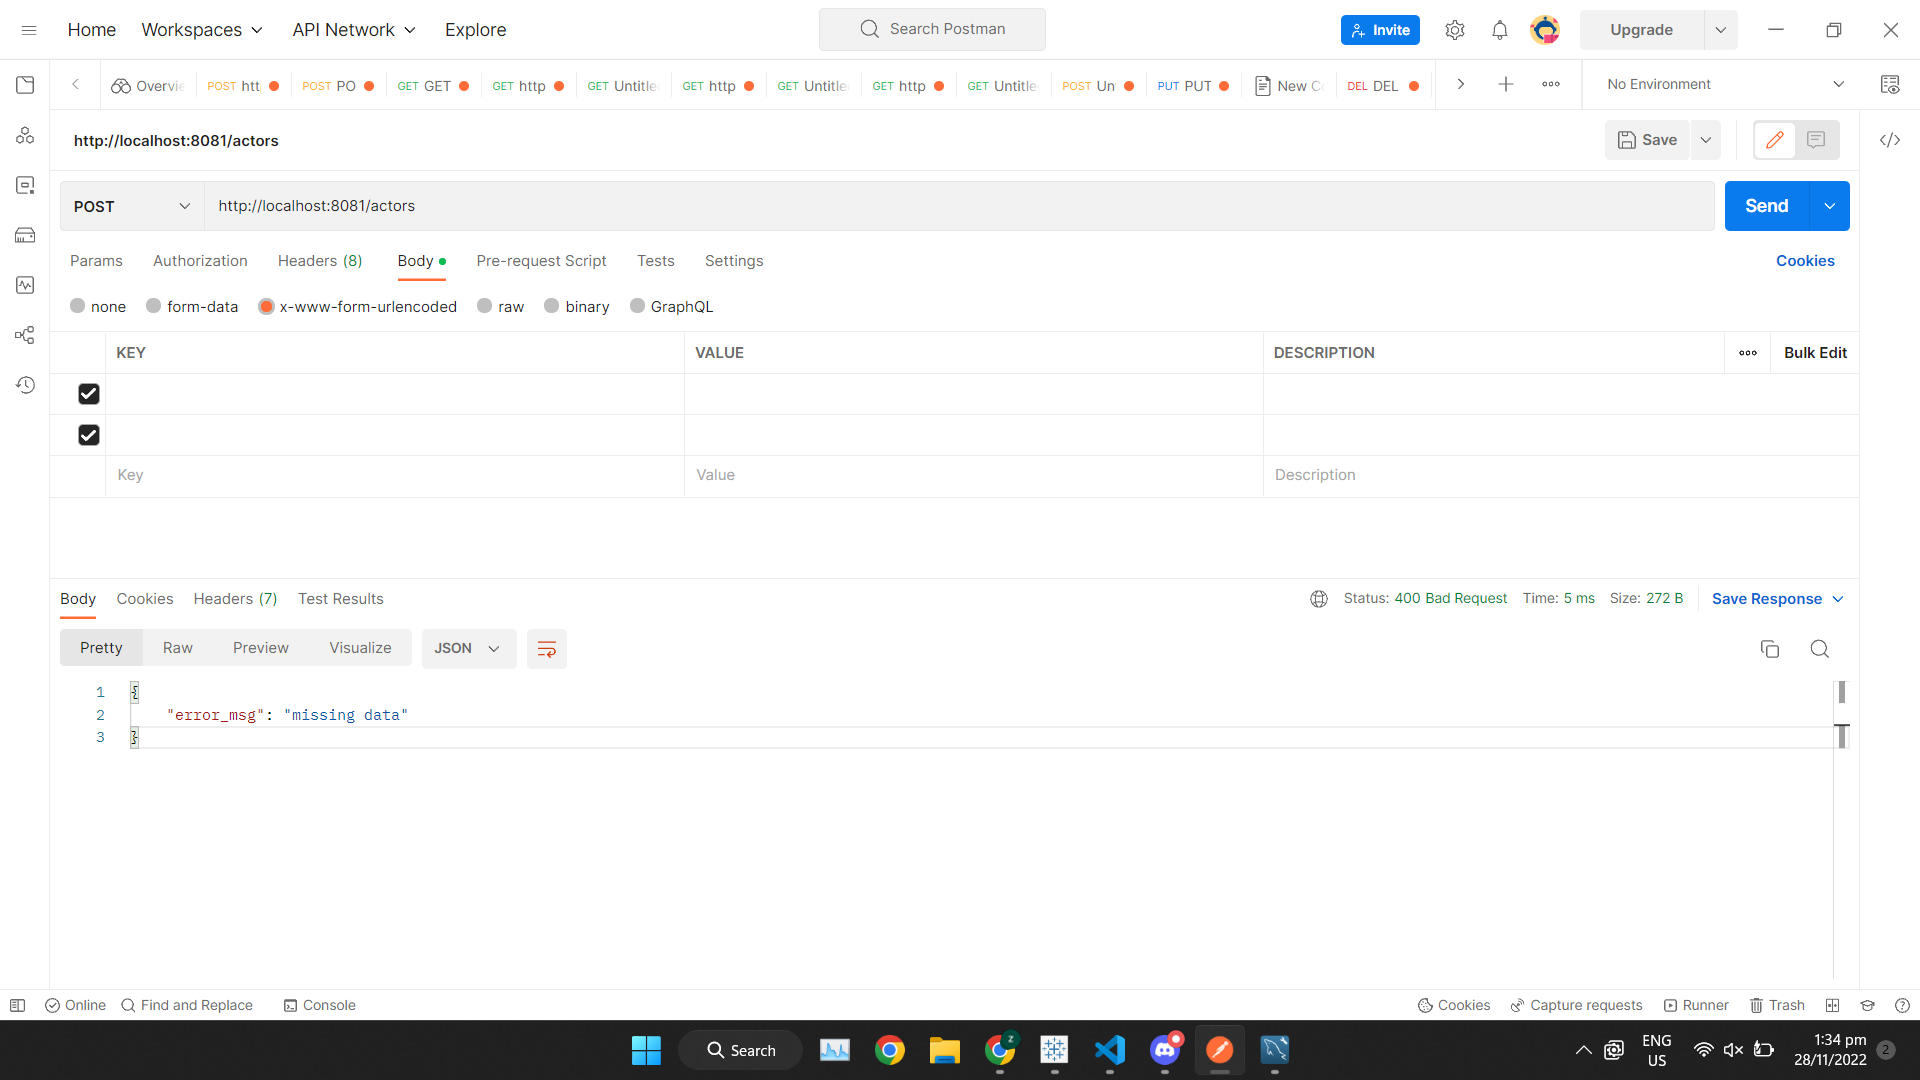 Home Workspaces API Network Explore Search Postman Invite Upgrade
Overvie POST htt POST PO GET GET GET http GET Untitle GET http GET Untitle GET http GET Untitle POST Un PUT PUT New Co DEL DEL No Environment
http://localhost:8081/actors Save
POST http://localhost:8081/actors Send
Params Authorization Headers (8) Body Pre-request Script Tests Settings Cookies
none form-data x-www-form-urlencoded raw binary GraphQL
KEY VALUE DESCRIPTION Bulk Edit
Key Value Description
Body Cookies Headers (7) Test Results Status: 400 Bad Request Time: 5 ms Size: 272 B Save Response
Pretty Raw Preview Visualize JSON
1 {
2 "error_msg": "missing data"
3 }
Online Find and Replace Console Cookies Capture requests Runner Trash
Search z ENG US 1:34 pm 28/11/2022 2